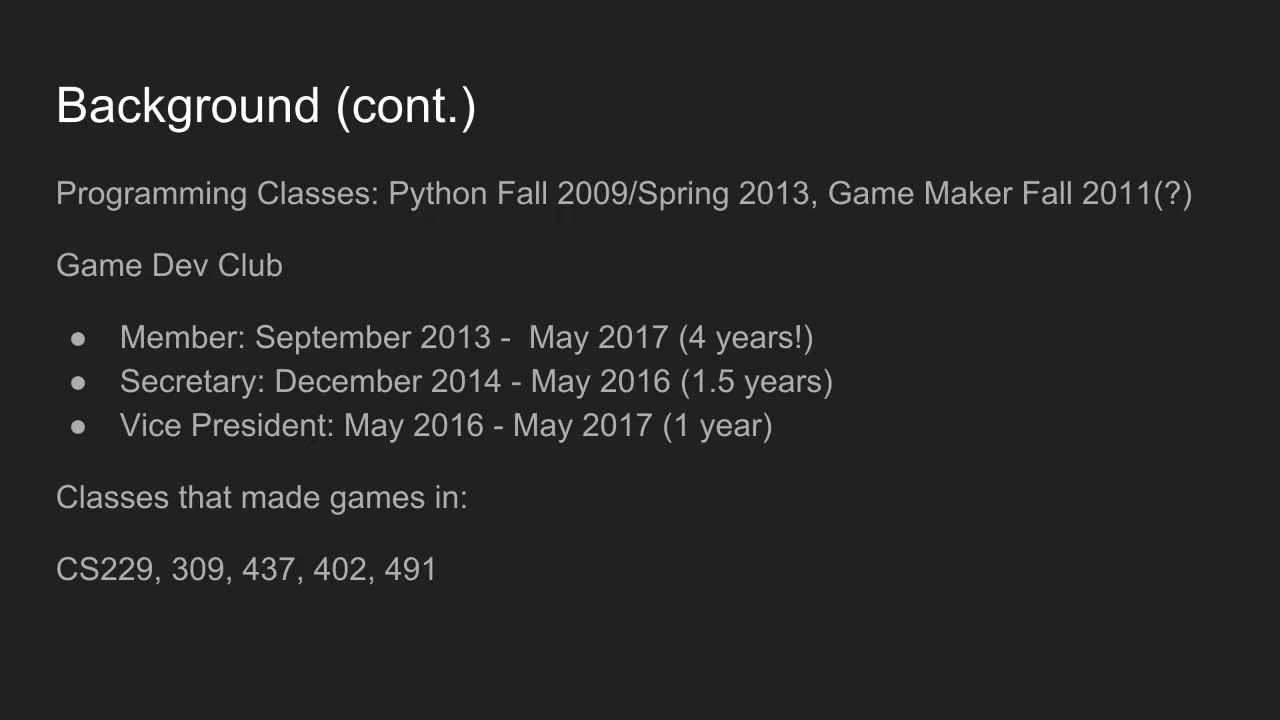 Background (cont.)
Programming Classes: Python Fall 2009/Spring 2013, Game Maker Fall 2011(?)
Game Dev Club
● Member: September 2013 -  May 2017 (4 years!)
● Secretary: December 2014 - May 2016 (1.5 years)
● Vice President: May 2016 - May 2017 (1 year)
Classes that made games in:
CS229, 309, 437, 402, 491